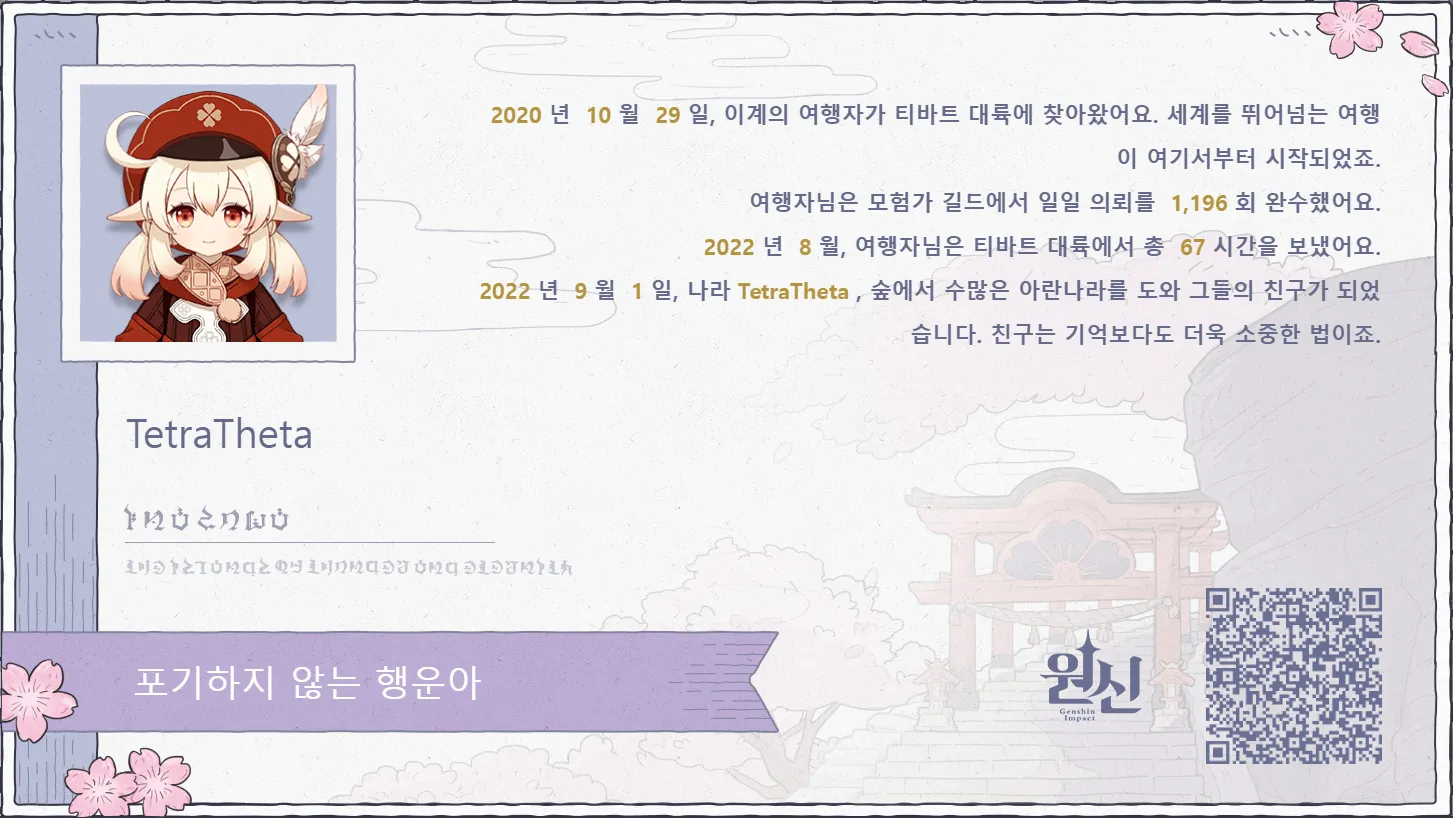 2020 년 10 월 29 일, 이계의 여행자가 티바트 대륙에 찾아왔어요. 세계를 뛰어넘는 여행
이 여기서부터 시작되었죠.
여행자님은 모험가 길드에서 일일 의뢰를 1,196 회 완수했어요.
2022 년 8 월, 여행자님은 티바트 대륙에서 총 67 시간을 보냈어요.
2022 년 9 월 1 일, 나라 TetraTheta , 숲에서 수많은 아란나라를 도와 그들의 친구가 되었
습니다. 친구는 기억보다도 더욱 소중한 법이죠.
TetraTheta
포기하지 않는 행운아
원신
Genshin
Impact